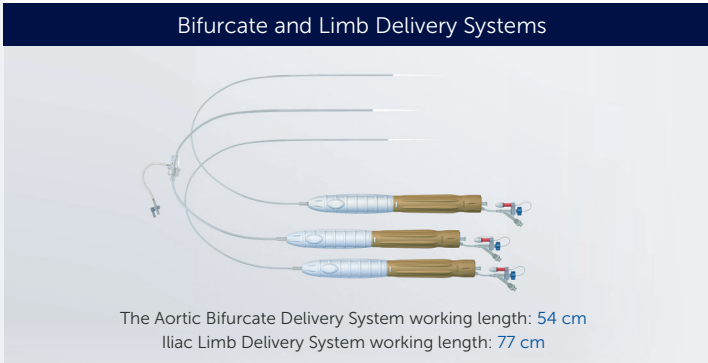 Bifurcate and Limb Delivery Systems
The Aortic Bifurcate Delivery System working length: 54 cm
Iliac Limb Delivery System working length: 77 cm